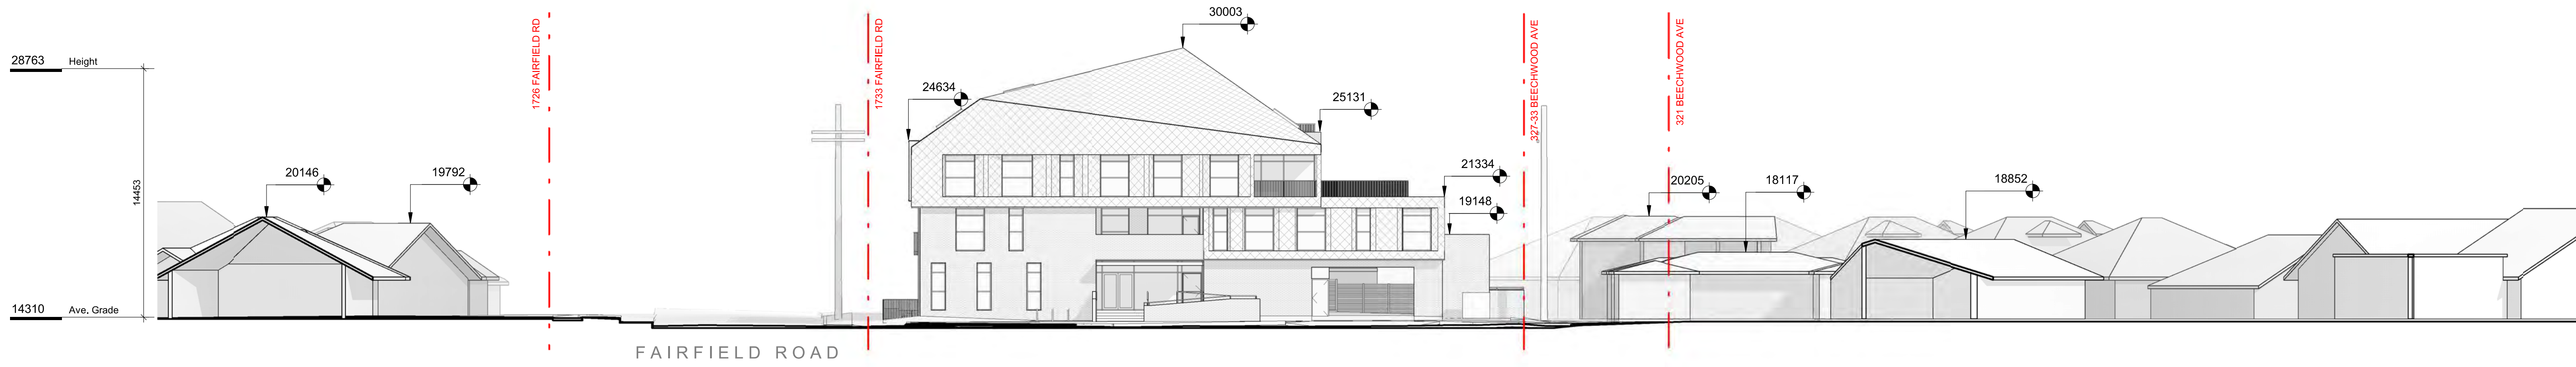 28763 Height
14453
14310 Ave. Grade
20146
19792
1726 FAIRFIELD RD
1733 FAIRFIELD RD
24634
30003
25131
21334
19148
327-33 BEECHWOOD AVE
321 BEECHWOOD AVE
20205
18117
18852
FAIRFIELD ROAD